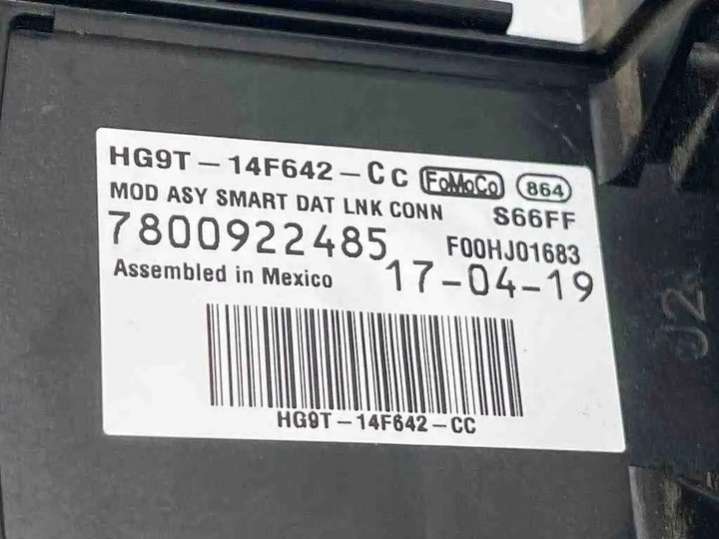 HG9T-14F642-Cc FoMoCo 864
MOD ASY SMART DAT LNK CONN S66FF
7800922485 F00HJ01683
Assembled in Mexico 17-04-19
HG9T-14F642-CC
J2